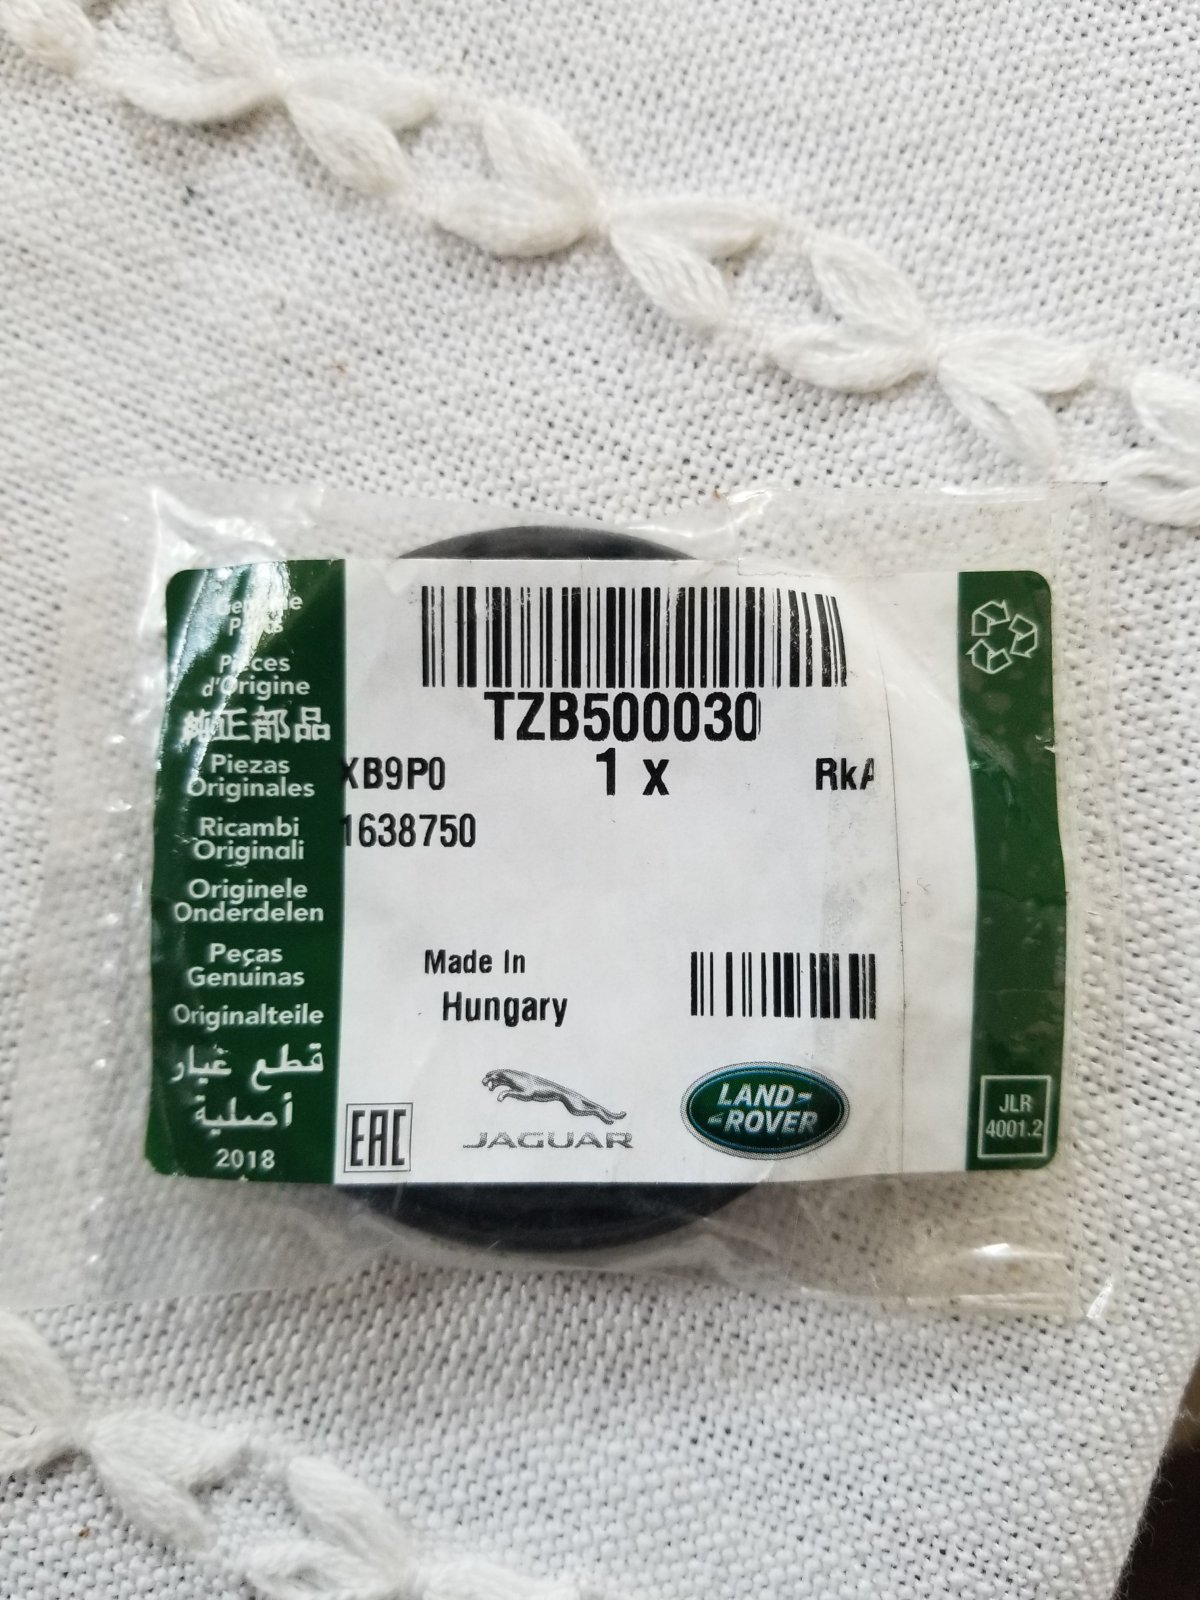 Genuine
Parts
Pièces
d'Origine
純正部品
Piezas
Originales
Ricambi
Originali
Originele
Onderdelen
Peças
Genuínas
Originalteile
قطع غيار
أصلية
2018
TZB500030
XB9P0 1 x RkA
1638750
Made In
Hungary
EAC
JAGUAR
LAND-
-ROVER
JLR
4001.2